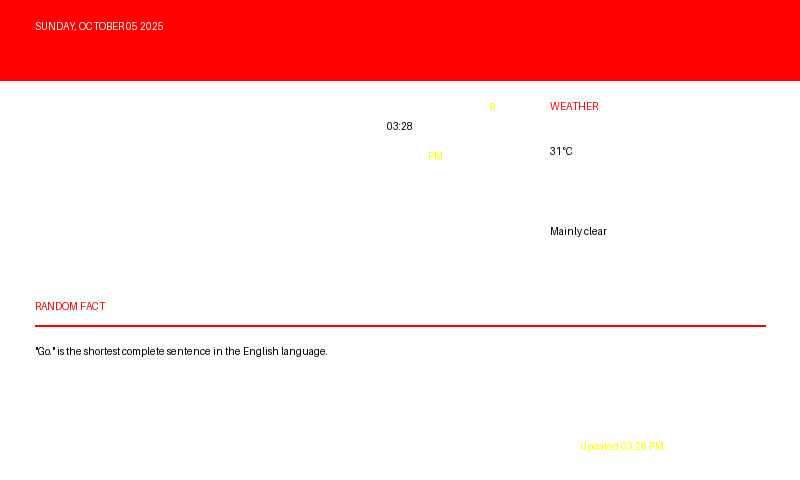 SUNDAY, OCTOBER 05 2025
WEATHER
03:28
31°C
PM
Mainly clear
RANDOM FACT
"Go." is the shortest complete sentence in the English language.
Updated 03:28 PM